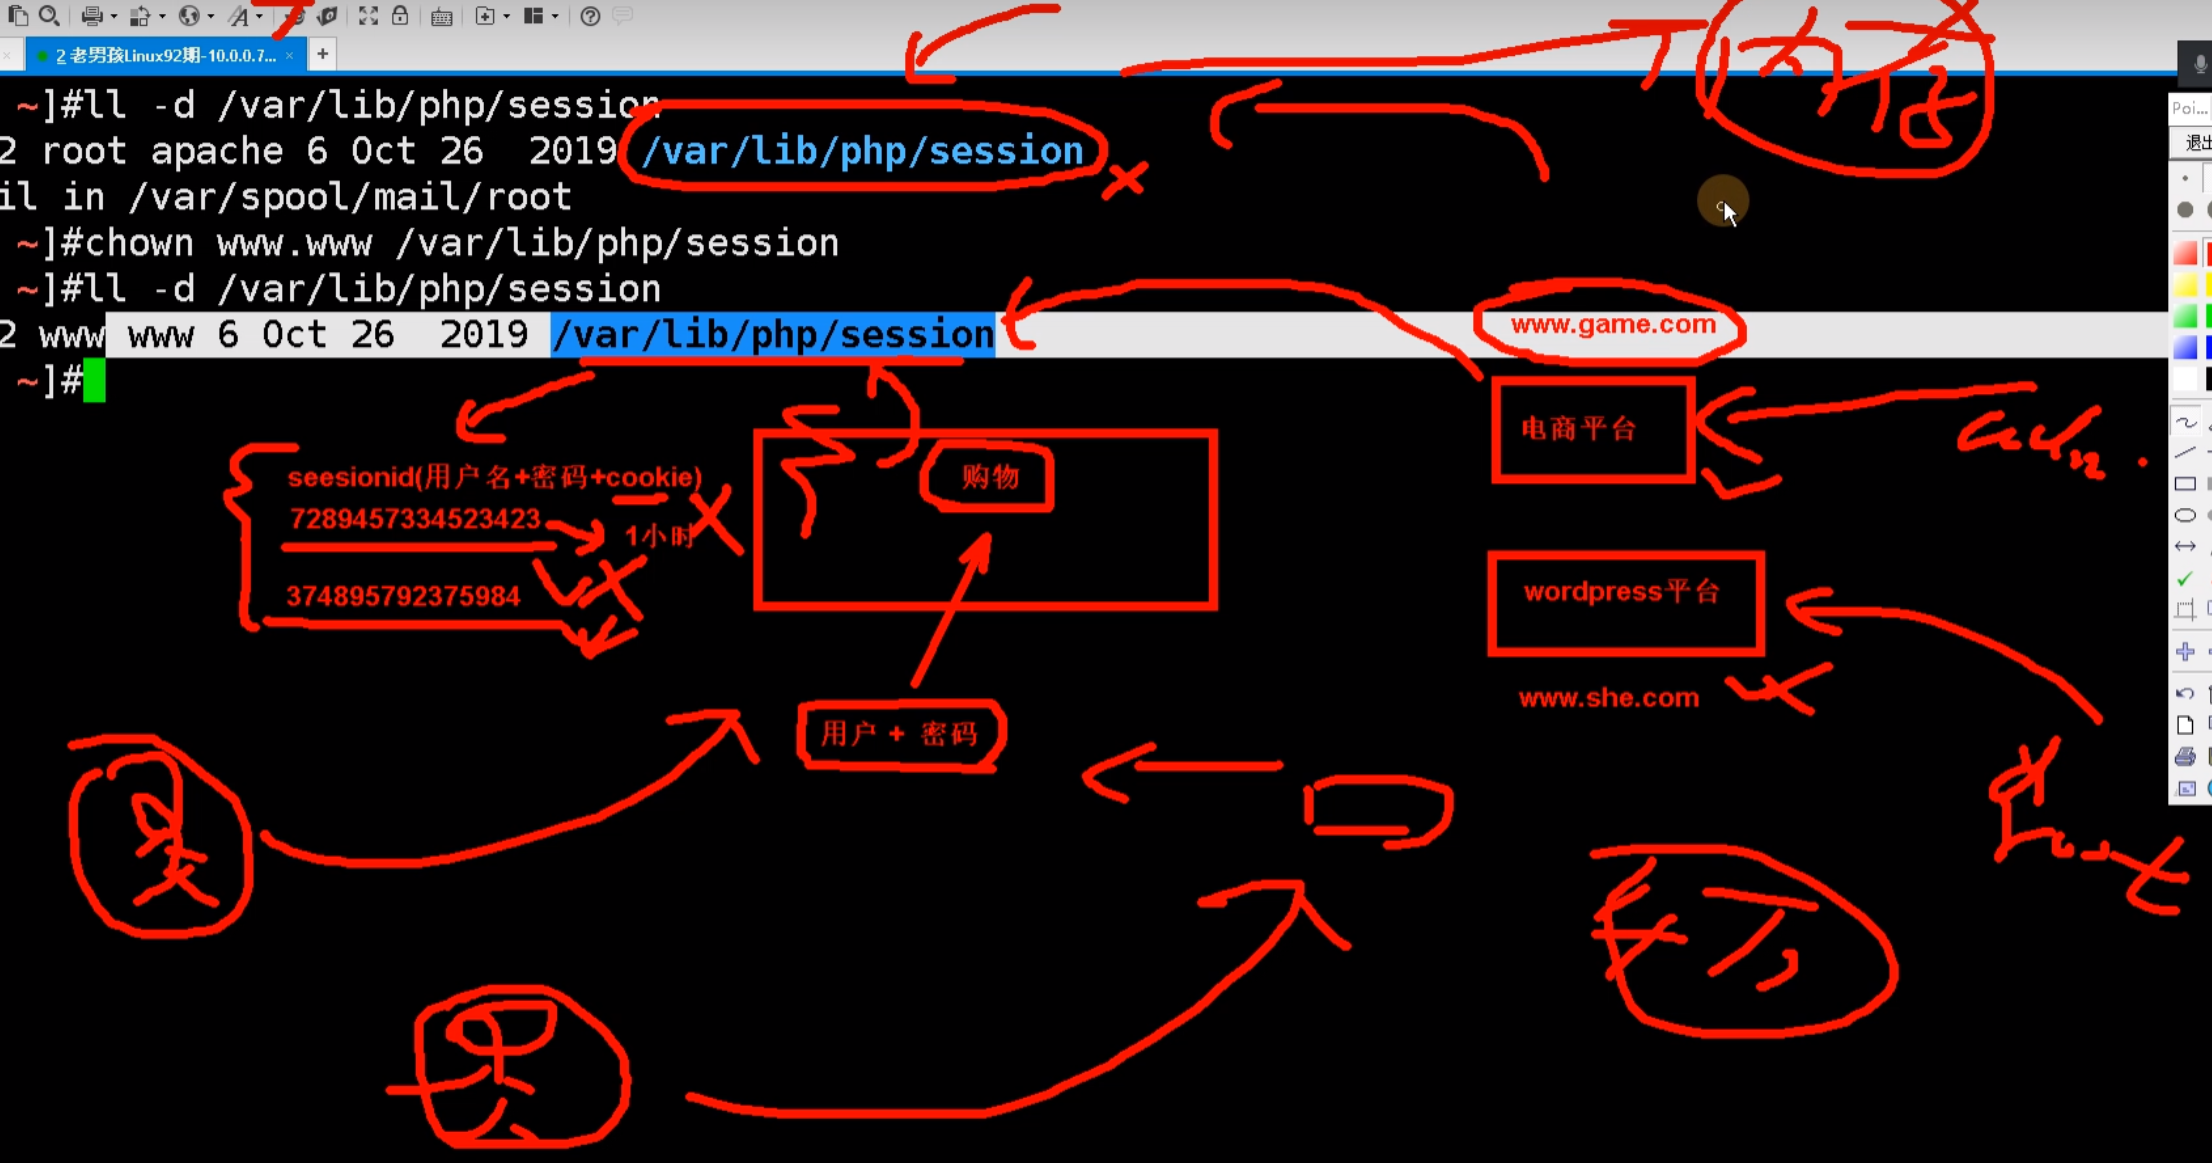 2 老男孩Linux92期-10.0.0.7...
~]#ll -d /var/lib/php/session
2 root apache 6 Oct 26 2019 /var/lib/php/session
il in /var/spool/mail/root
~]#chown www.www /var/lib/php/session
~]#ll -d /var/lib/php/session
2 www www 6 Oct 26 2019 /var/lib/php/session
~]#
Poi...
退出
www.game.com
电商平台
购物
seesionid(用户名+密码+cookie)
7289457334523423
1小时
374895792375984
wordpress平台
www.she.com
用户 + 密码